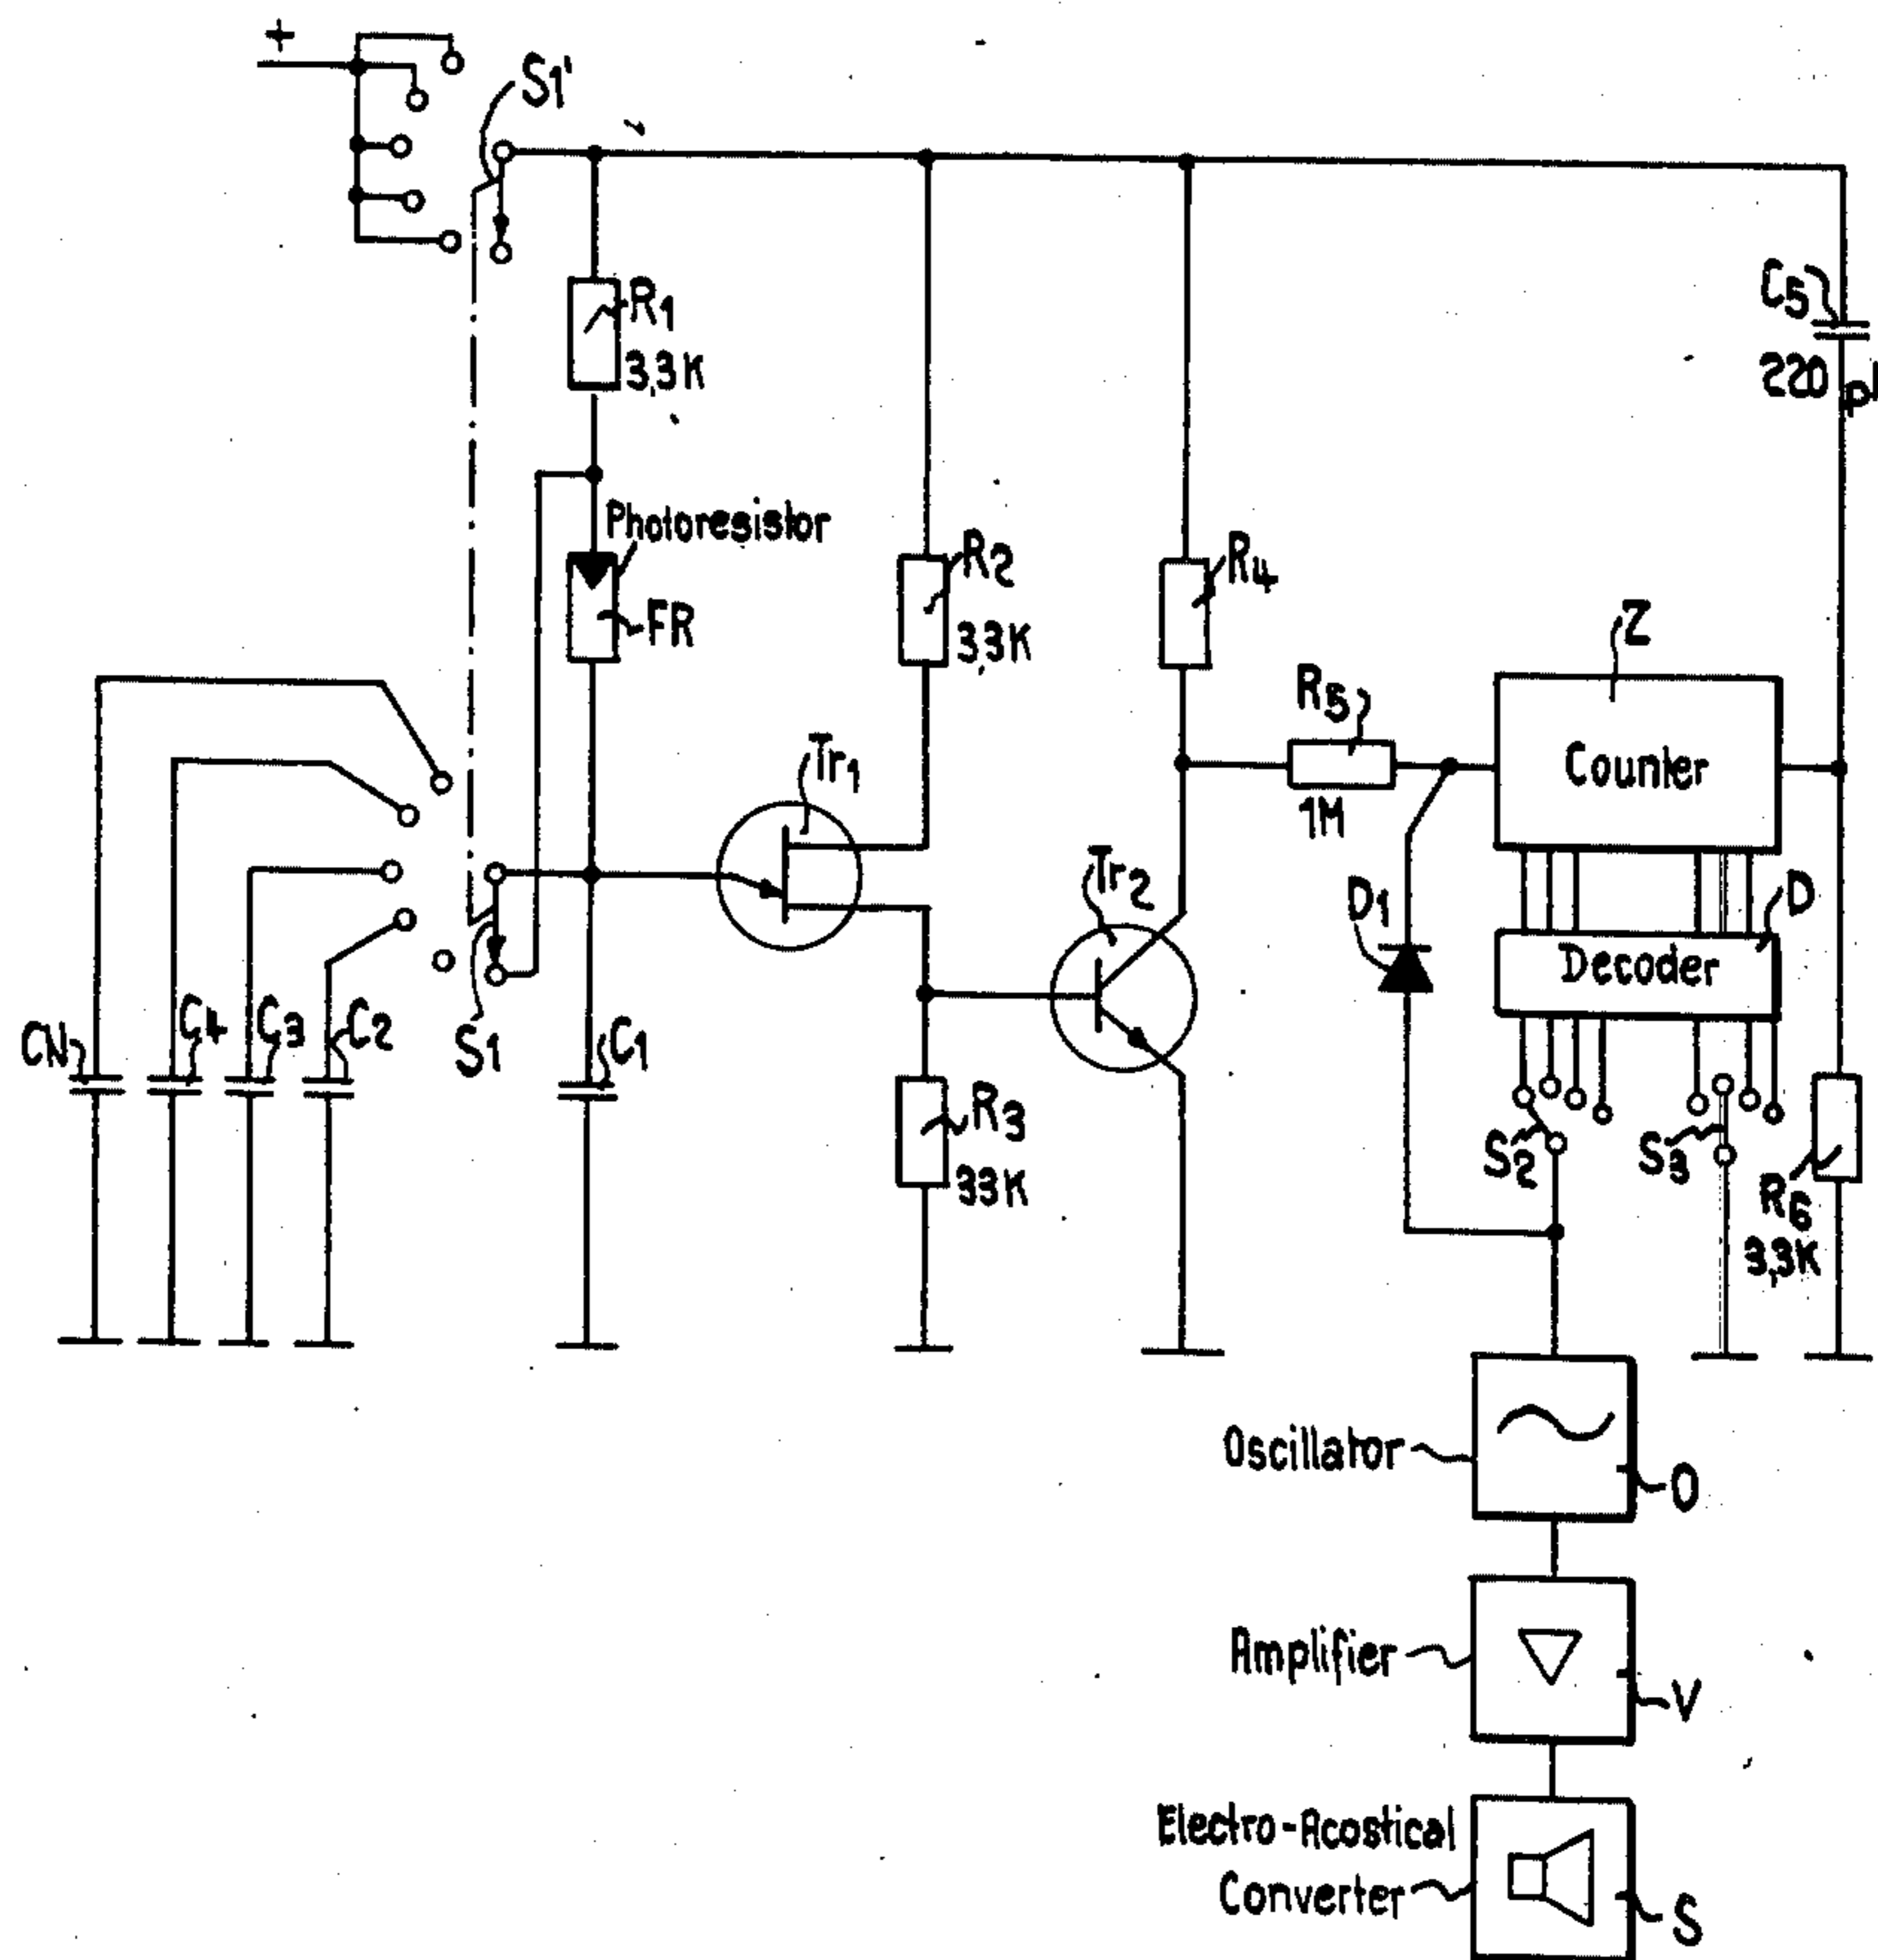 +
S1'
R1
3,3K
C5
220 p
Photoresistor
FR
R2
3,3K
R4
Z
R5
1M
Counter
Tr1
Tr2
D1
D
Decoder
CN
C4
C3
C2
S1
C1
R3
33K
S2
S3
R6
3,3K
Oscillator
O
Amplifier
V
Electro-Acostical
Converter
S